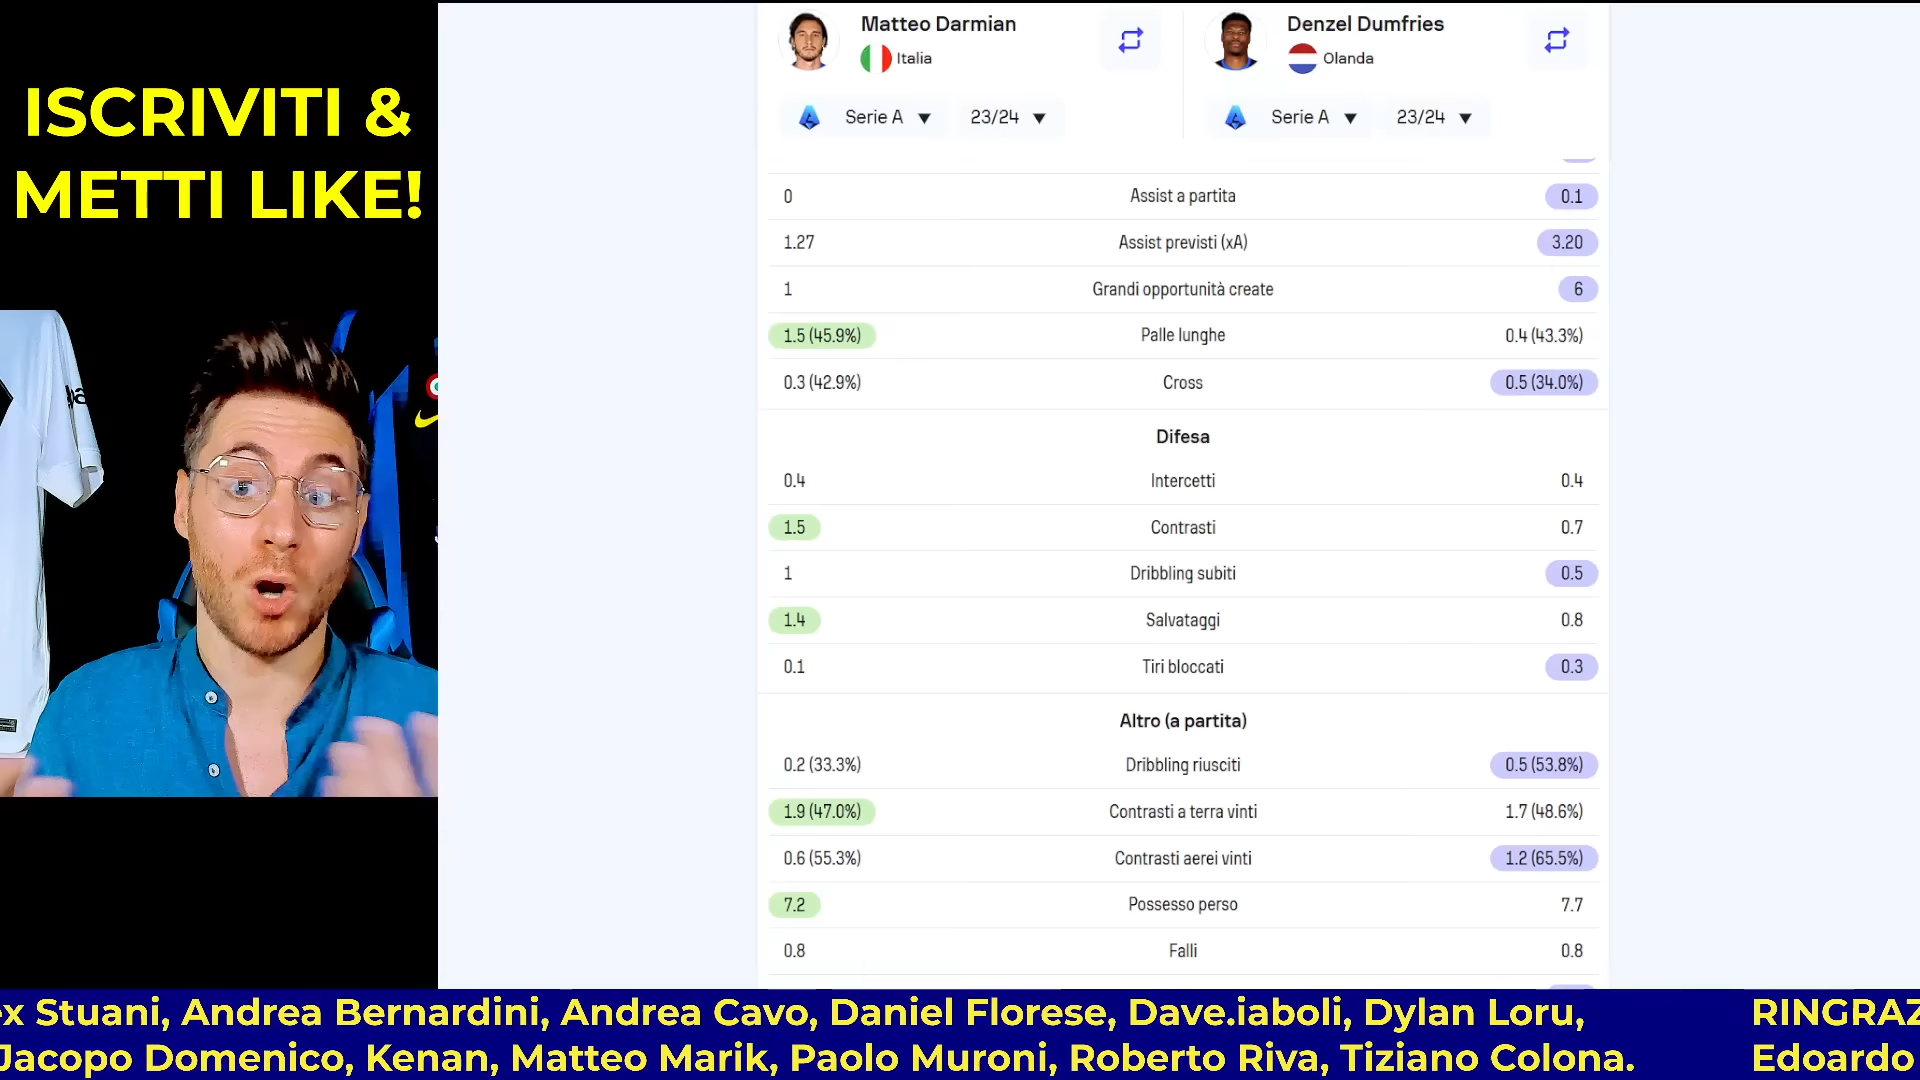 ISCRIVITI &
METTI LIKE!
Matteo Darmian
Italia
Serie A ▼ 23/24 ▼
Denzel Dumfries
Olanda
Serie A ▼ 23/24 ▼
0 Assist a partita 0.1
1.27 Assist previsti (xA) 3.20
1 Grandi opportunità create 6
1.5 (45.9%) Palle lunghe 0.4 (43.3%)
0.3 (42.9%) Cross 0.5 (34.0%)
Difesa
0.4 Intercetti 0.4
1.5 Contrasti 0.7
1 Dribbling subiti 0.5
1.4 Salvataggi 0.8
0.1 Tiri bloccati 0.3
Altro (a partita)
0.2 (33.3%) Dribbling riusciti 0.5 (53.8%)
1.9 (47.0%) Contrasti a terra vinti 1.7 (48.6%)
0.6 (55.3%) Contrasti aerei vinti 1.2 (65.5%)
7.2 Possesso perso 7.7
0.8 Falli 0.8
ex Stuani, Andrea Bernardini, Andrea Cavo, Daniel Florese, Dave.iaboli, Dylan Loru,
Jacopo Domenico, Kenan, Matteo Marik, Paolo Muroni, Roberto Riva, Tiziano Colona.
RINGRAZ
Edoardo